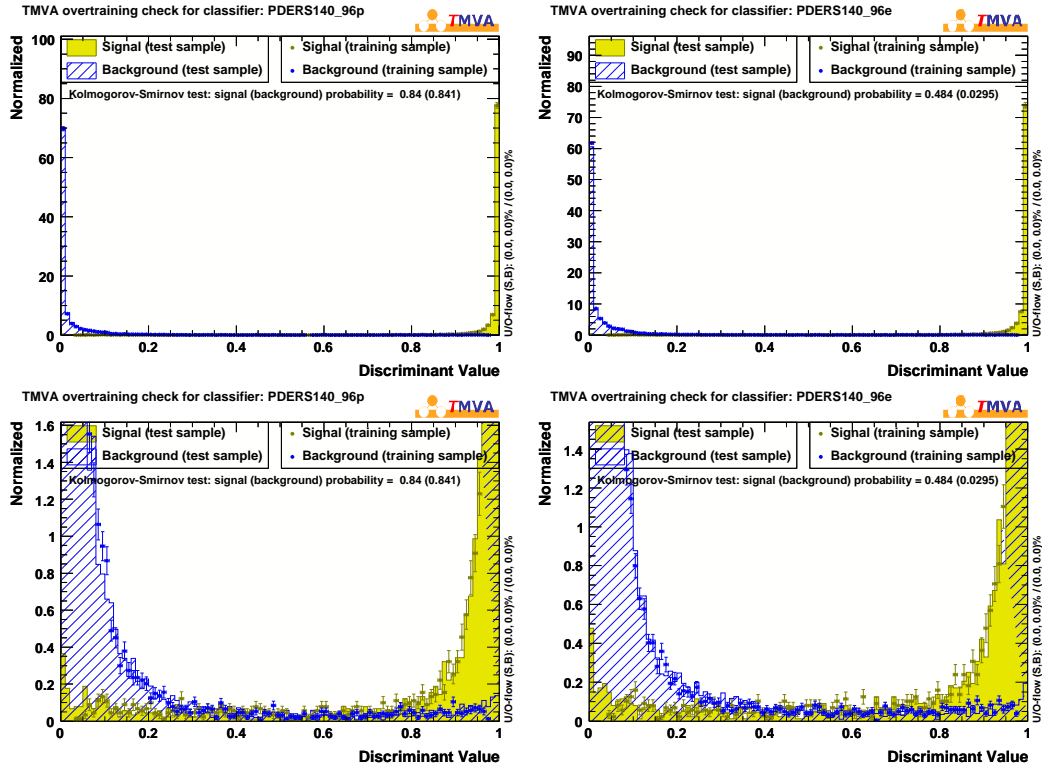 TMVA overtraining check for classifier: PDERS140_96p
TMVA
Signal (test sample)
Signal (training sample)
Background (test sample)
Background (training sample)
Kolmogorov-Smirnov test: signal (background) probability = 0.84 (0.841)
Normalized
100
80
60
40
20
0
0 0.2 0.4 0.6 0.8 1
Discriminant Value
U/O-flow (S,B): (0.0, 0.0)% / (0.0, 0.0)%
TMVA overtraining check for classifier: PDERS140_96e
TMVA
Signal (test sample)
Signal (training sample)
Background (test sample)
Background (training sample)
Kolmogorov-Smirnov test: signal (background) probability = 0.484 (0.0295)
Normalized
90
80
70
60
50
40
30
20
10
0
0 0.2 0.4 0.6 0.8 1
Discriminant Value
U/O-flow (S,B): (0.0, 0.0)% / (0.0, 0.0)%
TMVA overtraining check for classifier: PDERS140_96p
TMVA
Signal (test sample)
Signal (training sample)
Background (test sample)
Background (training sample)
Kolmogorov-Smirnov test: signal (background) probability = 0.84 (0.841)
Normalized
1.6
1.4
1.2
1
0.8
0.6
0.4
0.2
0
0 0.2 0.4 0.6 0.8 1
Discriminant Value
U/O-flow (S,B): (0.0, 0.0)% / (0.0, 0.0)%
TMVA overtraining check for classifier: PDERS140_96e
TMVA
Signal (test sample)
Signal (training sample)
Background (test sample)
Background (training sample)
Kolmogorov-Smirnov test: signal (background) probability = 0.484 (0.0295)
Normalized
1.4
1.2
1
0.8
0.6
0.4
0.2
0
0 0.2 0.4 0.6 0.8 1
Discriminant Value
U/O-flow (S,B): (0.0, 0.0)% / (0.0, 0.0)%